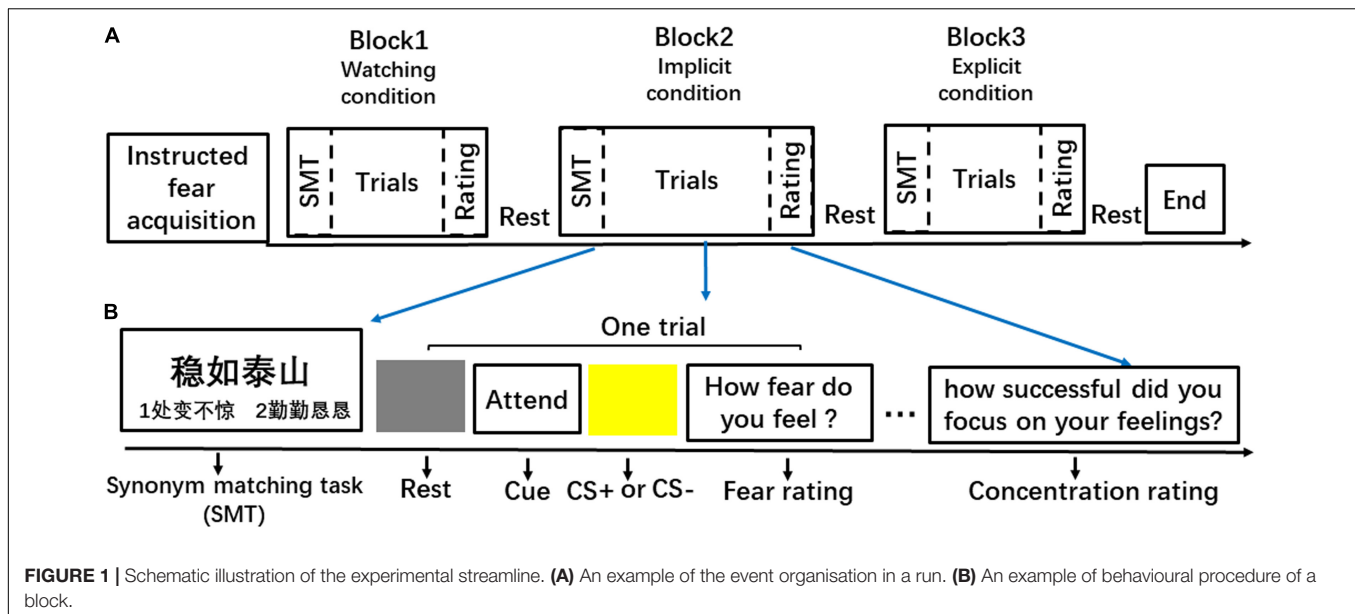 A
Block1
Watching
condition
Block2
Implicit
condition
Block3
Explicit
condition
Instructed
fear
acquisition
SMT
Trials
Rating
Rest
SMT
Trials
Rating
Rest
SMT
Trials
Rating
Rest
End
B
One trial
稳如泰山
1处变不惊 2勤勤恳恳
Attend
How fear do
you feel ?
...
how successful did you
focus on your feelings?
Synonym matching task
(SMT)
Rest
Cue
CS+ or CS-
Fear rating
Concentration rating
FIGURE 1 | Schematic illustration of the experimental streamline. (A) An example of the event organisation in a run. (B) An example of behavioural procedure of a
block.